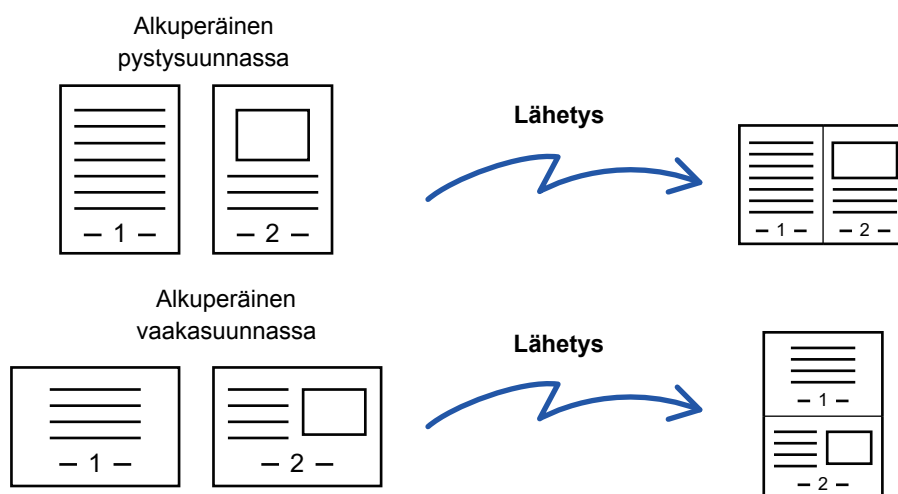 Alkuperäinen
pystysuunnassa
Lähetys
– 1 –
– 2 –
– 1 –
– 2 –
Alkuperäinen
vaakasuunnassa
Lähetys
– 1 –
– 2 –
– 1 –
– 2 –